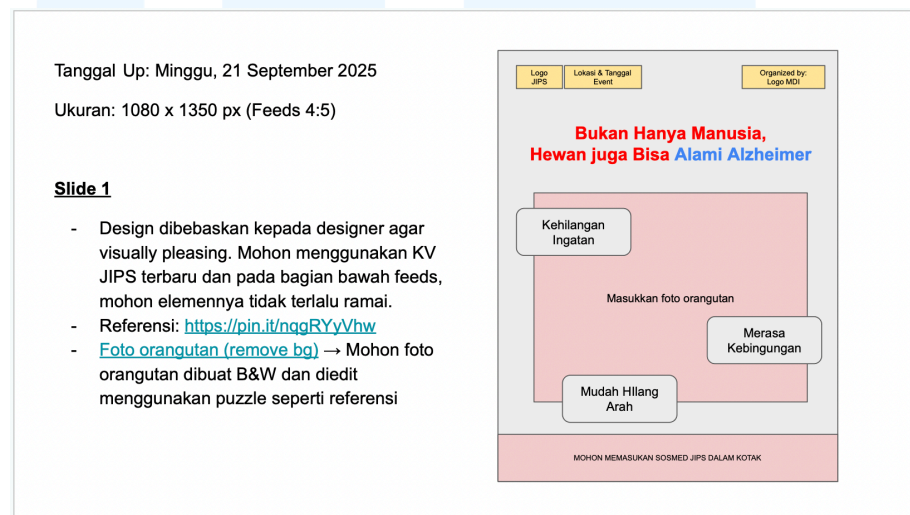 Tanggal Up: Minggu, 21 September 2025
Ukuran: 1080 x 1350 px (Feeds 4:5)
Slide 1
- Design dibebaskan kepada designer agar
visually pleasing. Mohon menggunakan KV
JIPS terbaru dan pada bagian bawah feeds,
mohon elemennya tidak terlalu ramai.
- Referensi: https://pin.it/nqgRYyVhw
- Foto orangutan (remove bg) → Mohon foto
orangutan dibuat B&W dan diedit
menggunakan puzzle seperti referensi
Logo
JIPS
Lokasi & Tanggal
Event
Organized by:
Logo MDI
Bukan Hanya Manusia,
Hewan juga Bisa Alami Alzheimer
Kehilangan
Ingatan
Masukkan foto orangutan
Merasa
Kebingungan
Mudah HIlang
Arah
MOHON MEMASUKAN SOSMED JIPS DALAM KOTAK